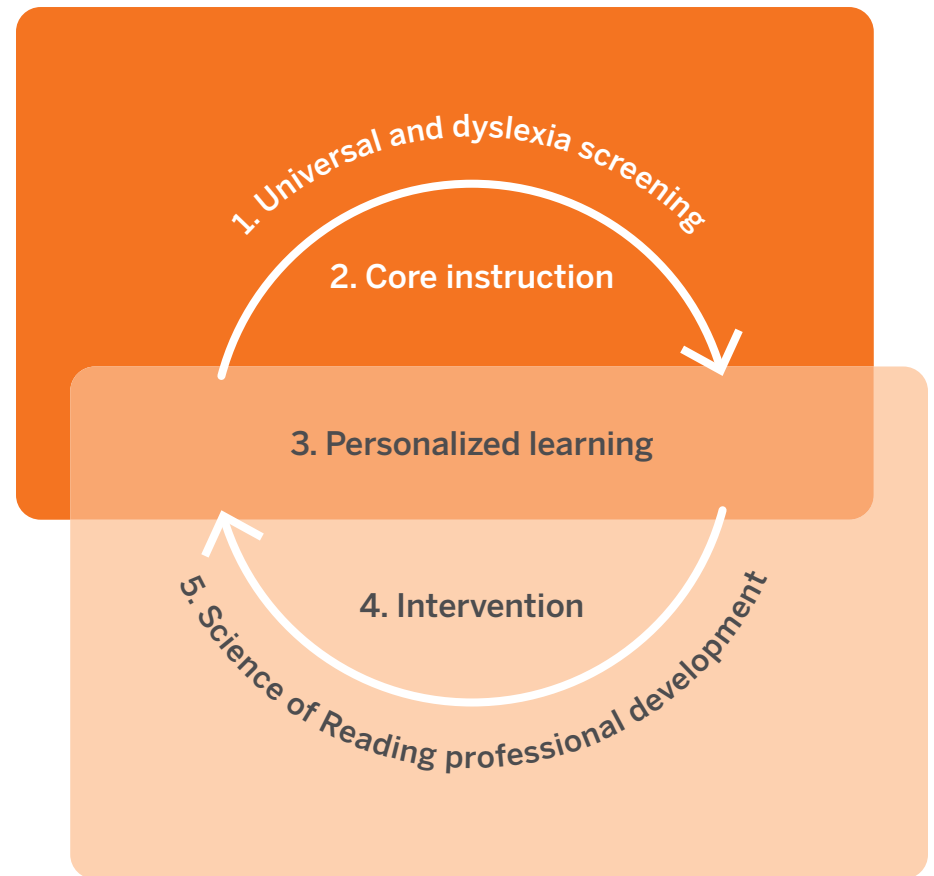 1. Universal and dyslexia screening
2. Core instruction
3. Personalized learning
4. Intervention
5. Science of Reading professional development